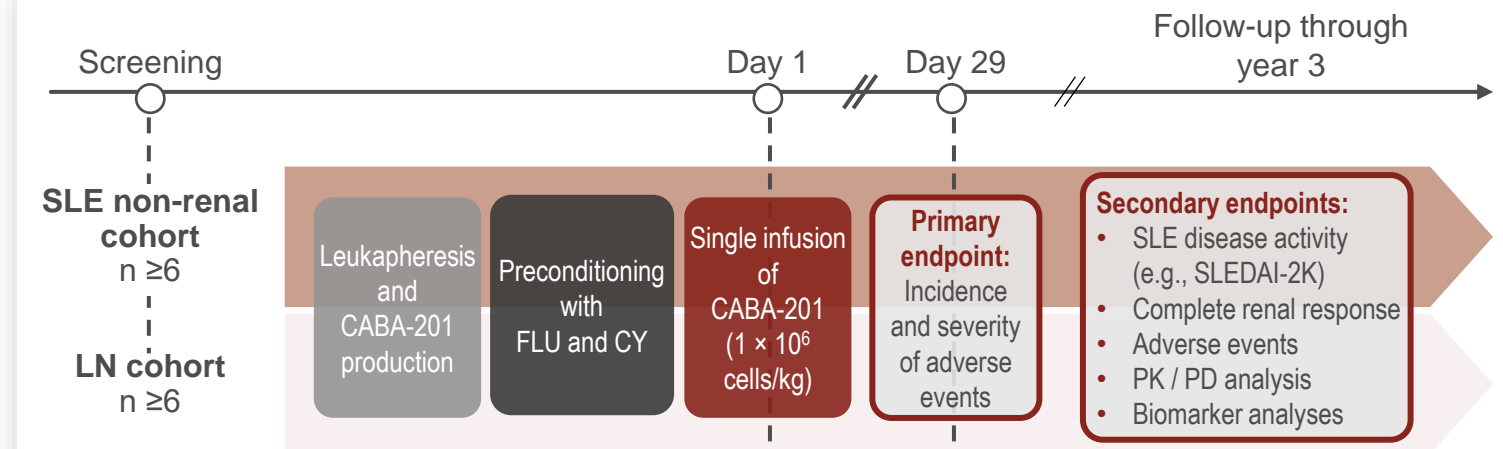 Screening
Day 1
Day 29
Follow-up through
year 3
SLE non-renal
cohort
n ≥6
LN cohort
n ≥6
Leukapheresis
and
CABA-201
production
Preconditioning
with
FLU and CY
Single infusion
of
CABA-201
(1 × 10⁶
cells/kg)
Primary
endpoint:
Incidence
and severity
of adverse
events
Secondary endpoints:
• SLE disease activity
(e.g., SLEDAI-2K)
• Complete renal response
• Adverse events
• PK / PD analysis
• Biomarker analyses